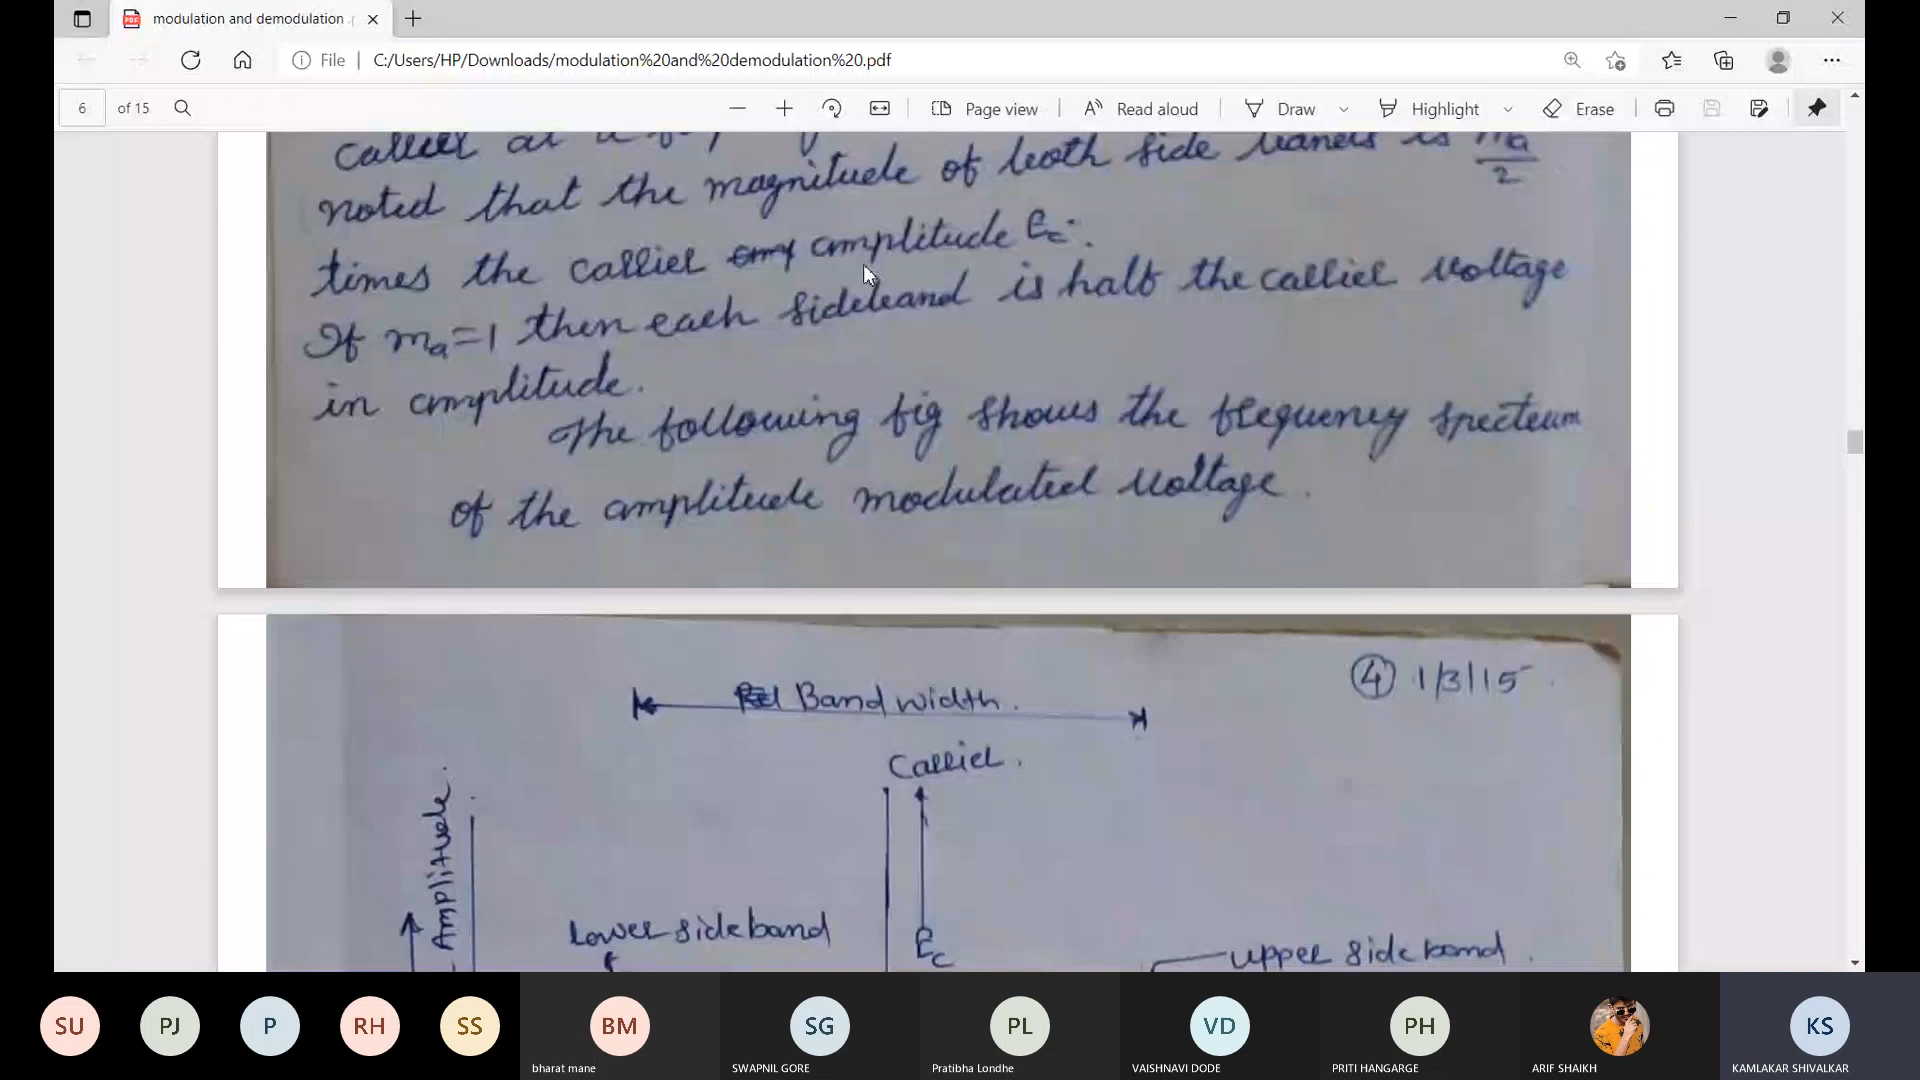 modulation and demodulation .p
File C:/Users/HP/Downloads/modulation%20and%20demodulation%20.pdf
6 of 15 Page view Read aloud Draw Highlight Erase
noted that the magnitude of both side bands is ma/2
times the carrier amplitude Ec.
If ma=1 then each sideband is half the carrier voltage
in amplitude.
The following fig shows the frequency spectrum
of the amplitude modulated voltage.
4 1/3/15
Band width.
Carrier.
Amplitude.
Lower sideband
Ec
upper side band.
SU PJ P RH SS BM SG PL VD PH KS
bharat mane SWAPNIL GORE Pratibha Londhe VAISHNAVI DODE PRITI HANGARGE ARIF SHAIKH KAMLAKAR SHIVALKAR